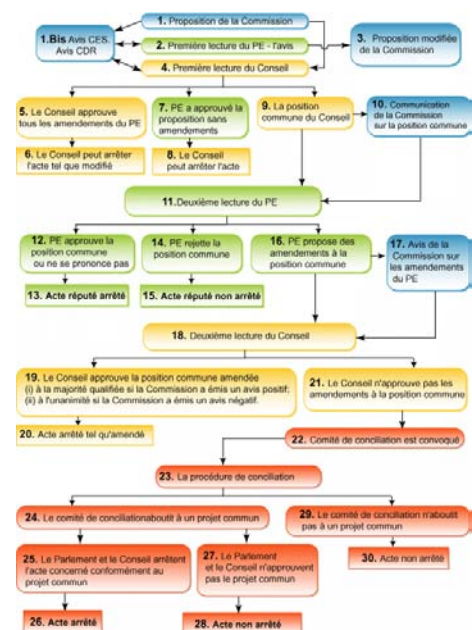 1. Proposition de la Commission
1.Bis Avis CES.
Avis CDR
2. Première lecture du PE - l'avis
3. Proposition modifiée
de la Commission
4. Première lecture du Conseil
5. Le Conseil approuve
tous les amendements du PE
7. PE a approuvé la
proposition sans
amendements
9. La position
commune du Conseil
10. Communication
de la Commission
sur la position commune
6. Le Conseil peut arrêter
l'acte tel que modifié
8. Le Conseil
peut arrêter l'acte
11.Deuxième lecture du PE
12. PE approuve la
position commune
ou ne se prononce pas
14. PE rejette la
position commune
16. PE propose des
amendements à la
position commune
17. Avis de la
Commission sur
les amendements
du PE
13. Acte réputé arrêté
15. Acte réputé non arrêté
18. Deuxième lecture du Conseil
19. Le Conseil approuve la position commune amendée
(i) à la majorité qualifiée si la Commission a émis un avis positif;
(ii) à l'unanimité si la Commission a émis un avis négatif.
21. Le Conseil n'approuve pas les
amendements à la position commune
20. Acte arrêté tel qu'amendé
22. Comité de conciliation est convoqué
23. La procédure de conciliation
24. Le comité de conciliationaboutit à un projet commun
29. Le comité de conciliation n'aboutit
pas à un projet commun
25. Le Parlement et le Conseil arrêtent
l'acte concerné conformément au
projet commun
27. Le Parlement
et le Conseil n'approuvent
pas le projet commun
30. Acte non arrêté
26. Acte arrêté
28. Acte non arrêté